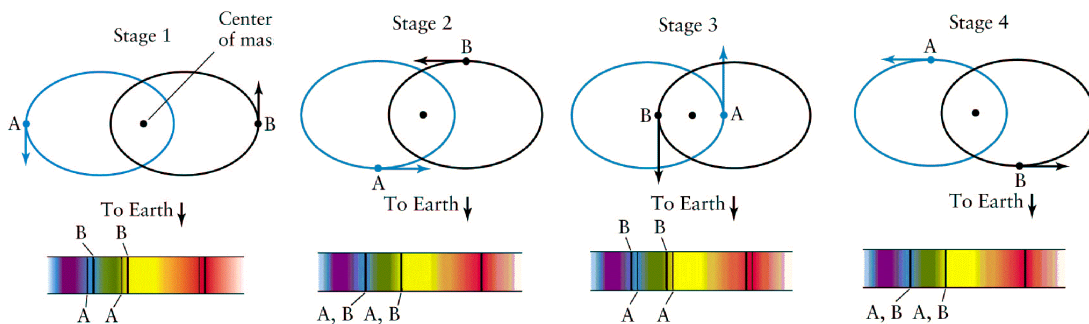 Stage 1
Center
of mas
A
B
To Earth
B B
A A
Stage 2
B
A
To Earth
A, B A, B
Stage 3
B
A
To Earth
B B
A A
Stage 4
A
B
To Earth
A, B A, B